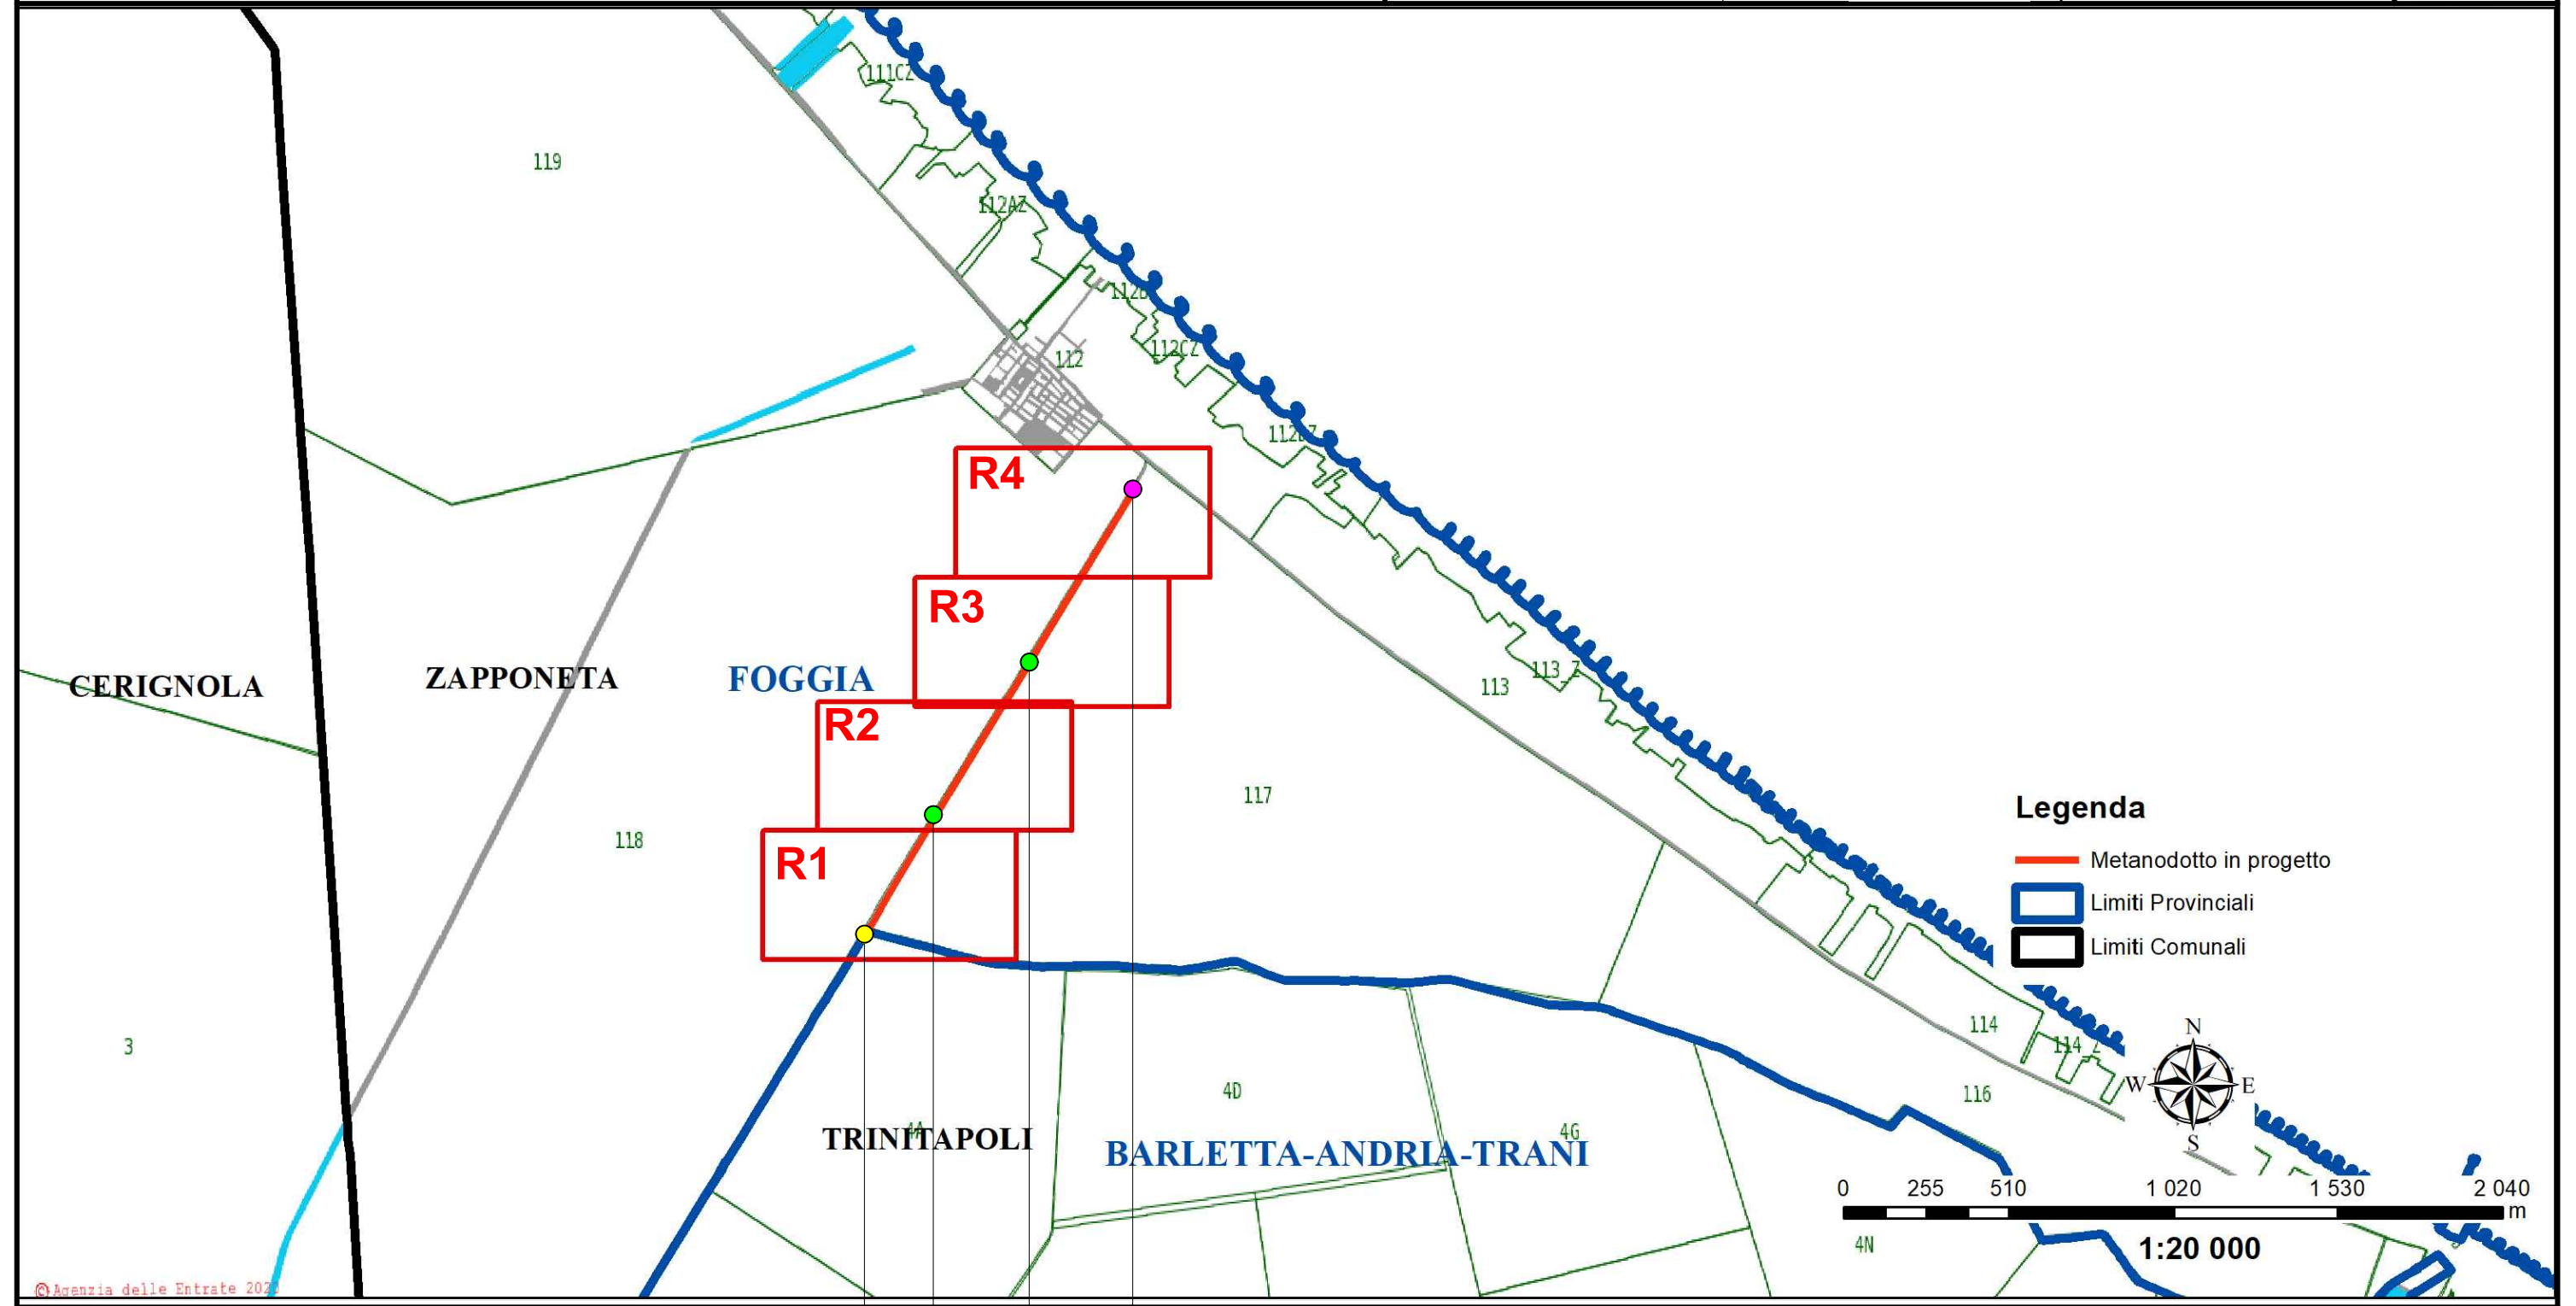 111CZ
119
112AZ
112CZ
112
R4
R3
CERIGNOLA
ZAPPONETA
FOGGIA
113_Z
113
R2
117
118
R1
Legenda
Metanodotto in progetto
Limiti Provinciali
Limiti Comunali
114
114_Z
N
W
E
S
3
4D
116
4A
TRINITAPOLI
4G
BARLETTA-ANDRIA-TRANI
0 255 510 1 020 1 530 2 040
m
4N
1:20 000
©Agenzia delle Entrate